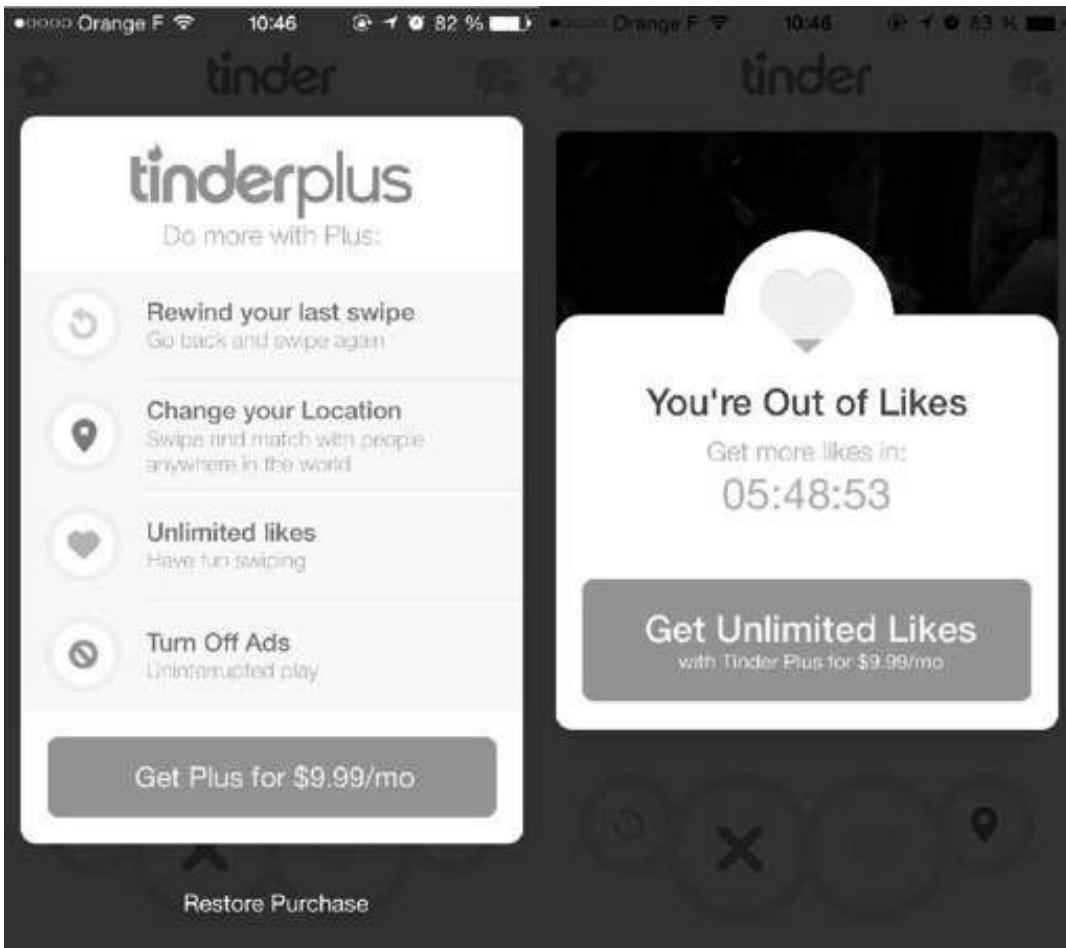 Orange F 10:46 82 %
tinder
tinderplus
Do more with Plus:
Rewind your last swipe
Go back and swipe again
Change your Location
Swipe and match with people
anywhere in the world
Unlimited likes
Have fun swiping
Turn Off Ads
Uninterrupted play
Get Plus for $9.99/mo
Restore Purchase
Orange F 10:46 83 %
tinder
You're Out of Likes
Get more likes in:
05:48:53
Get Unlimited Likes
with Tinder Plus for $9.99/mo